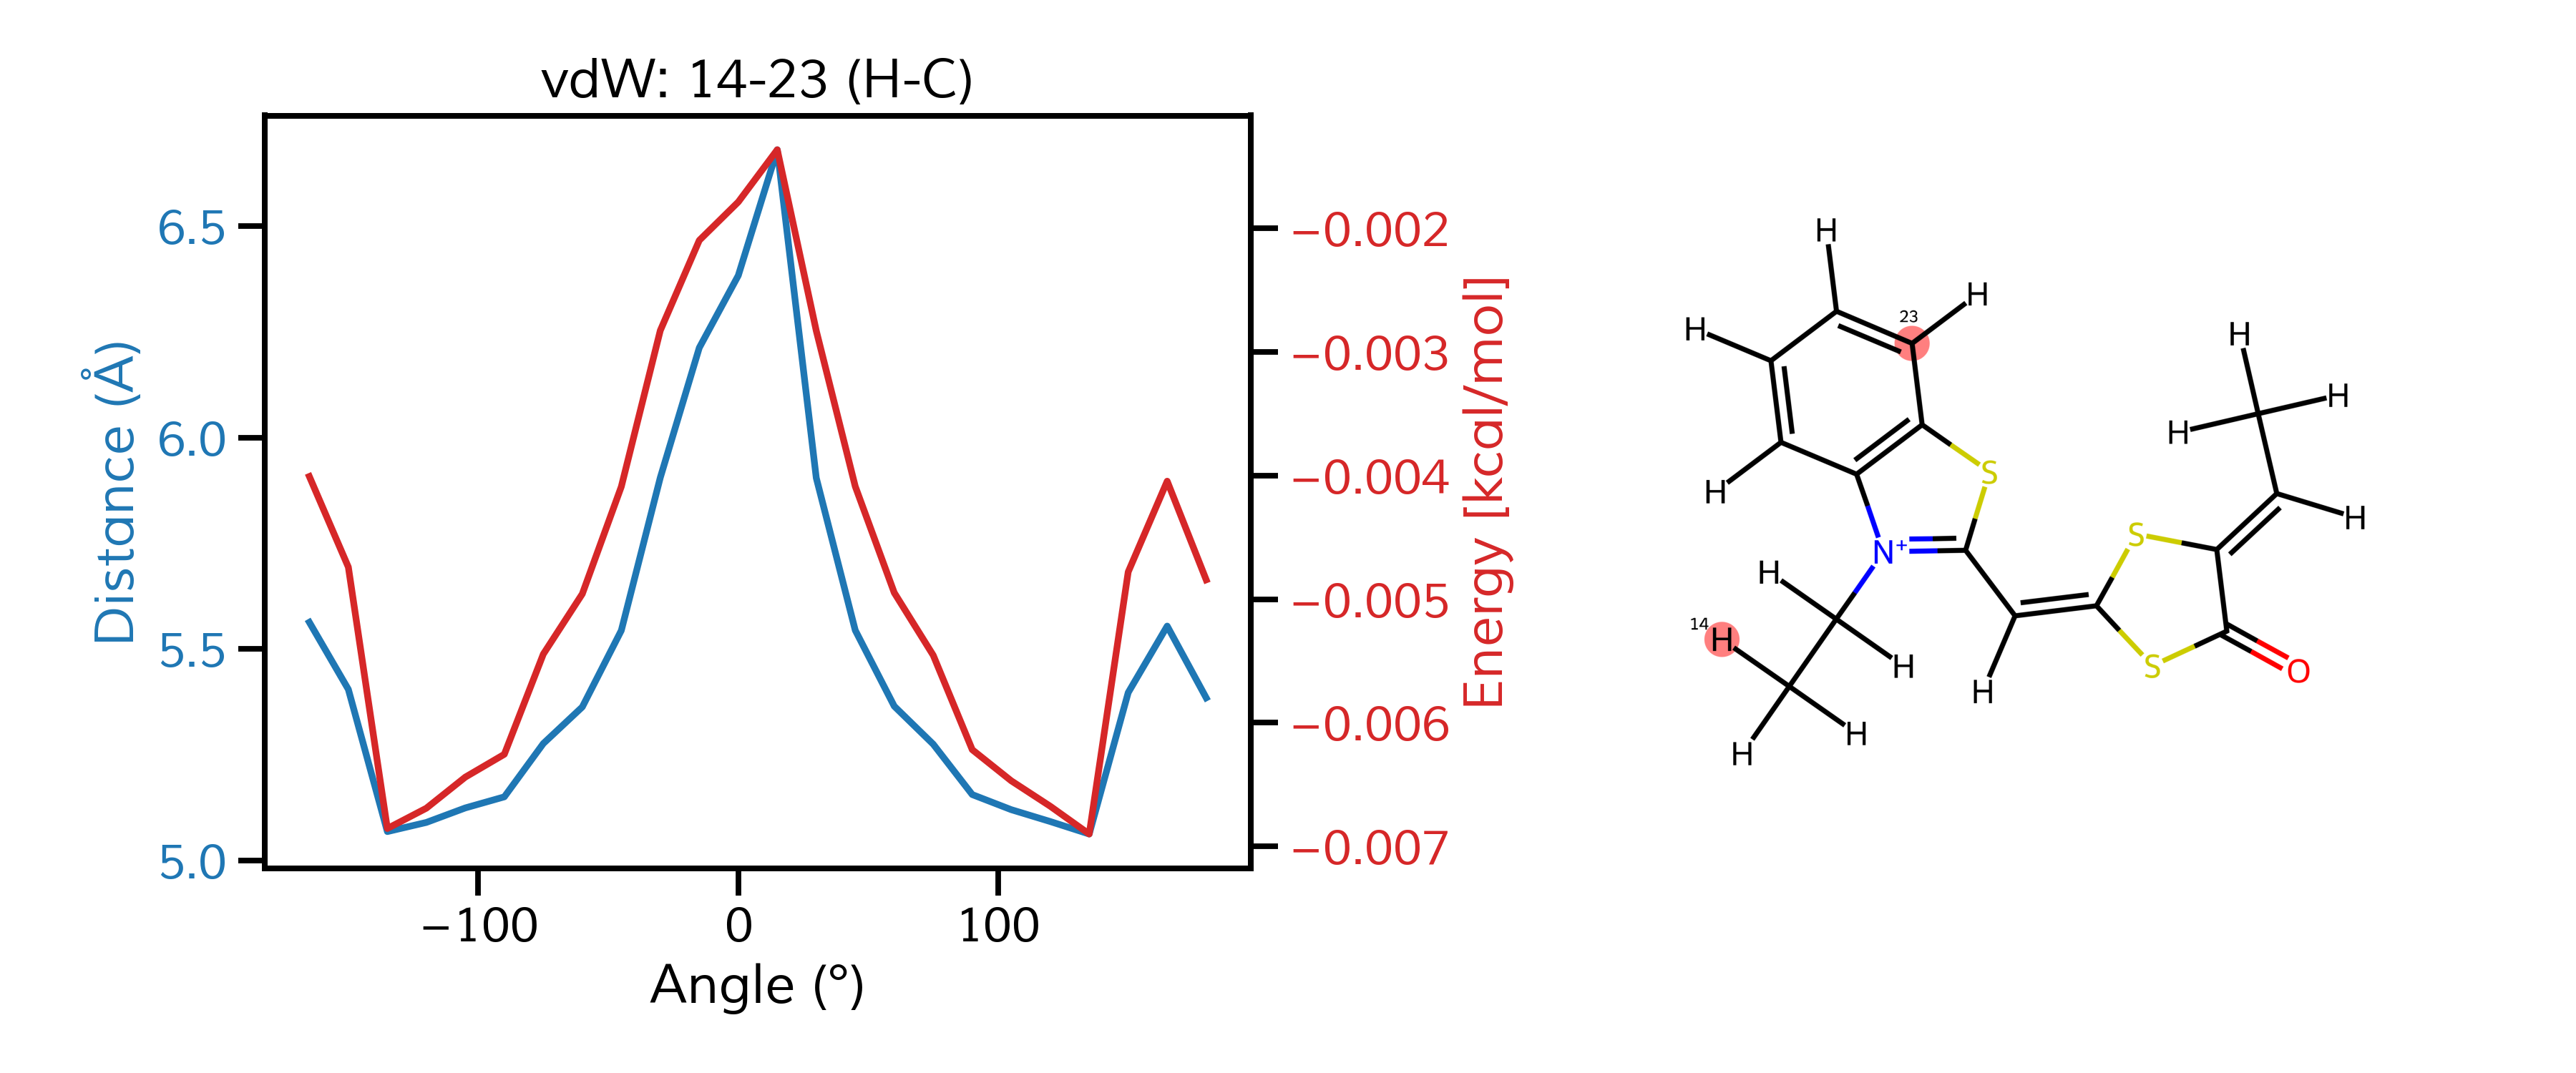 vdW: 14-23 (H-C)
Distance (Å)
6.5
6.0
5.5
5.0
−100
0
100
Angle (°)
−0.002
−0.003
−0.004
−0.005
−0.006
−0.007
Energy [kcal/mol]
H
H
23
H
H
H
H
H
S
H
S
H
N+
H
14
H
H
S
O
H
H
H